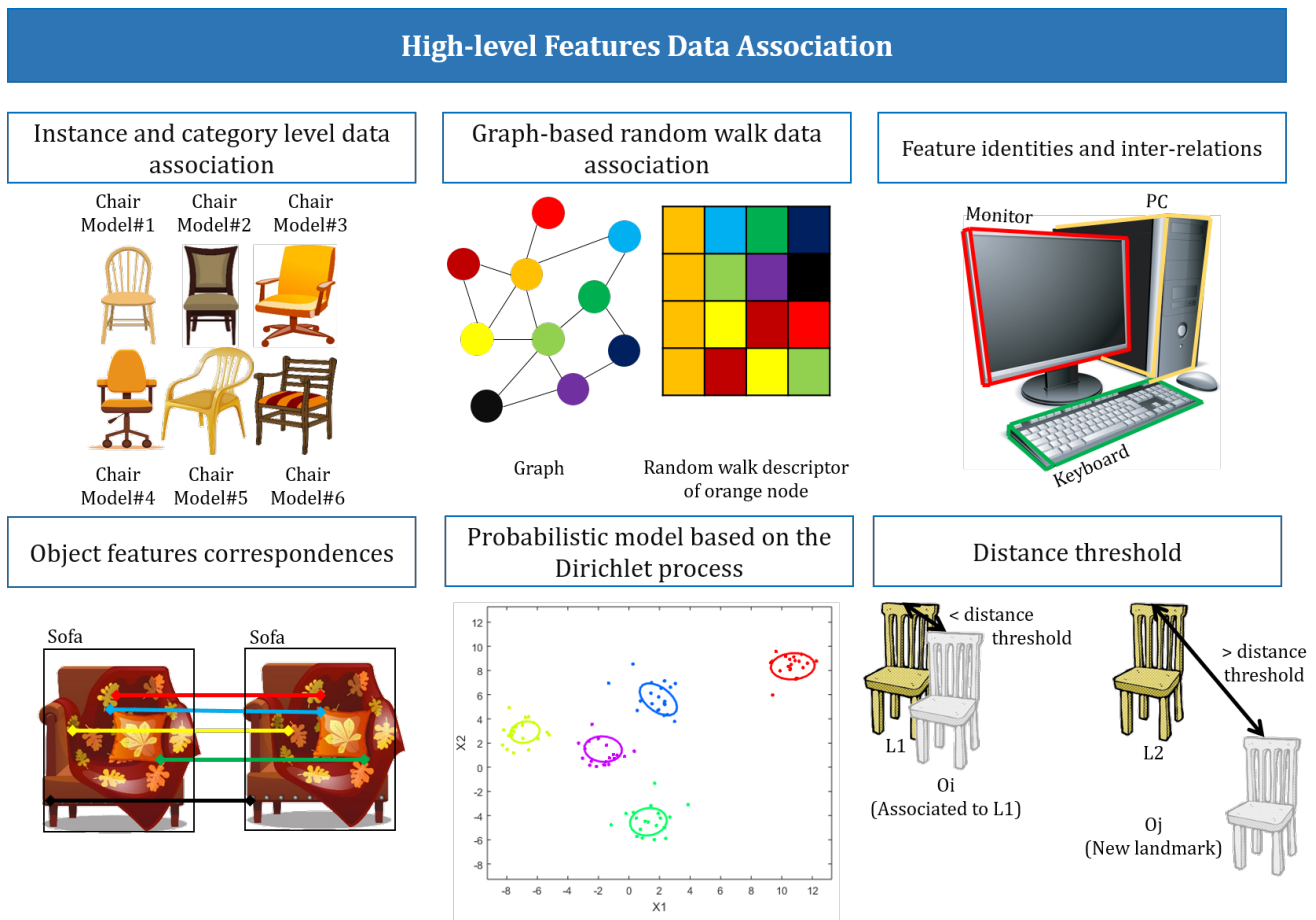 High-level Features Data Association
Instance and category level data
association
Chair
Model#1
Chair
Model#2
Chair
Model#3
Chair
Model#4
Chair
Model#5
Chair
Model#6
Graph-based random walk data
association
Graph
Random walk descriptor
of orange node
Feature identities and inter-relations
Monitor
PC
Keyboard
Object features correspondences
Sofa
Sofa
Probabilistic model based on the
Dirichlet process
12
10
8
6
4
2
0
-2
-4
-6
-8
X2
-8
-6
-4
-2
0
2
4
6
8
10
12
X1
Distance threshold
< distance
threshold
L1
Oi
(Associated to L1)
> distance
threshold
L2
Oj
(New landmark)